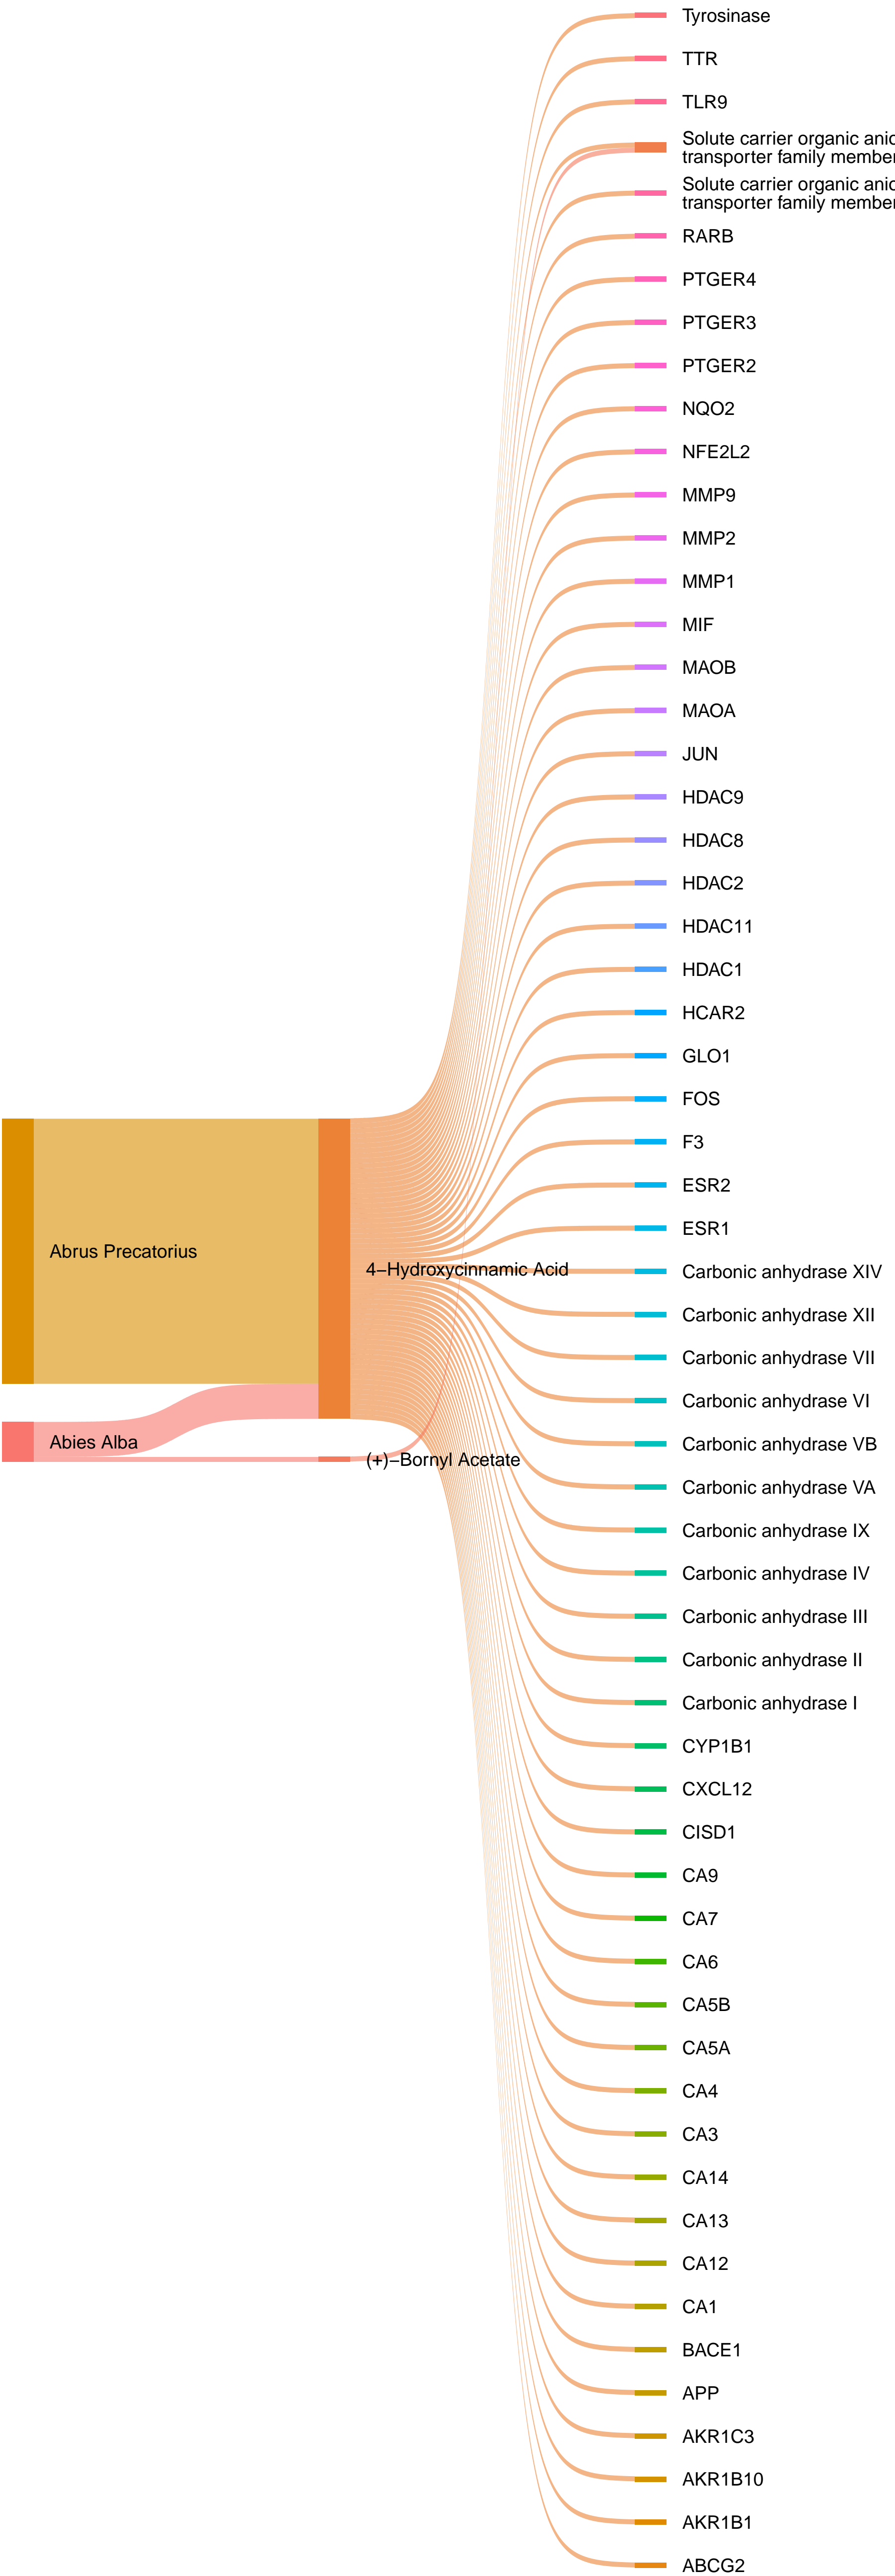 Tyrosinase
TTR
TLR9
Solute carrier organic
transporter family member
Solute carrier organic
transporter family member
RARB
PTGER4
PTGER3
PTGER2
NQO2
NFE2L2
MMP9
MMP2
MMP1
MIF
MAOB
MAOA
JUN
HDAC9
HDAC8
HDAC2
HDAC11
HDAC1
HCAR2
GLO1
FOS
F3
ESR2
ESR1
Abrus Precatorius
4−Hydroxycinnamic Acid
Carbonic anhydrase XIV
Carbonic anhydrase XII
Carbonic anhydrase VII
Carbonic anhydrase VI
Abies Alba
Carbonic anhydrase VB
(+)−Bornyl Acetate
Carbonic anhydrase VA
Carbonic anhydrase IX
Carbonic anhydrase IV
Carbonic anhydrase III
Carbonic anhydrase II
Carbonic anhydrase I
CYP1B1
CXCL12
CISD1
CA9
CA7
CA6
CA5B
CA5A
CA4
CA3
CA14
CA13
CA12
CA1
BACE1
APP
AKR1C3
AKR1B10
AKR1B1
ABCG2